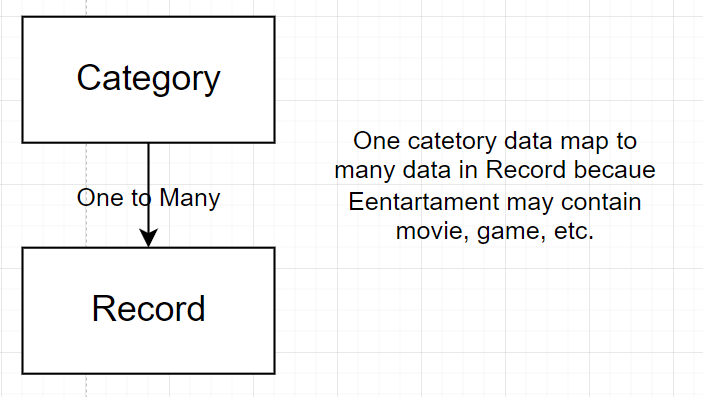 Category
One to Many
Record
One catetory data map to
many data in Record becaue
Eentartament may contain
movie, game, etc.